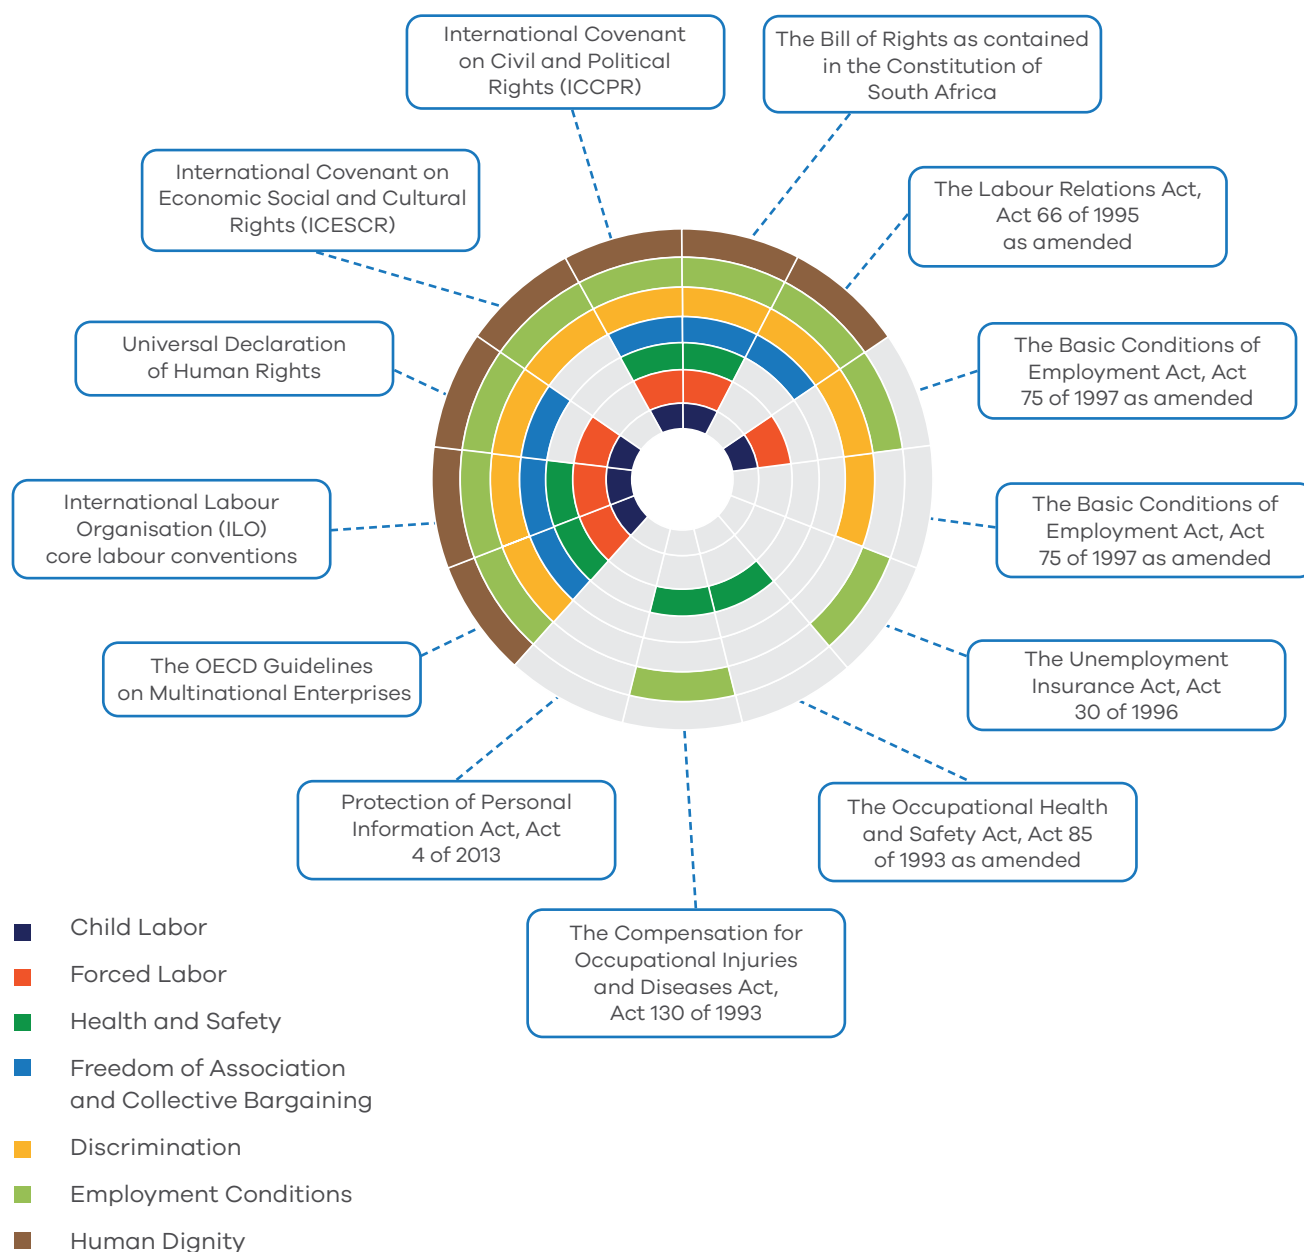 International Covenant
on Civil and Political
Rights (ICCPR)
The Bill of Rights as contained
in the Constitution of
South Africa
International Covenant on
Economic Social and Cultural
Rights (ICESCR)
The Labour Relations Act,
Act 66 of 1995
as amended
Universal Declaration
of Human Rights
The Basic Conditions of
Employment Act, Act
75 of 1997 as amended
International Labour
Organisation (ILO)
core labour conventions
The Basic Conditions of
Employment Act, Act
75 of 1997 as amended
The OECD Guidelines
on Multinational Enterprises
The Unemployment
Insurance Act, Act
30 of 1996
Protection of Personal
Information Act, Act
4 of 2013
The Occupational Health
and Safety Act, Act 85
of 1993 as amended
The Compensation for
Occupational Injuries
and Diseases Act,
Act 130 of 1993
Child Labor
Forced Labor
Health and Safety
Freedom of Association
and Collective Bargaining
Discrimination
Employment Conditions
Human Dignity